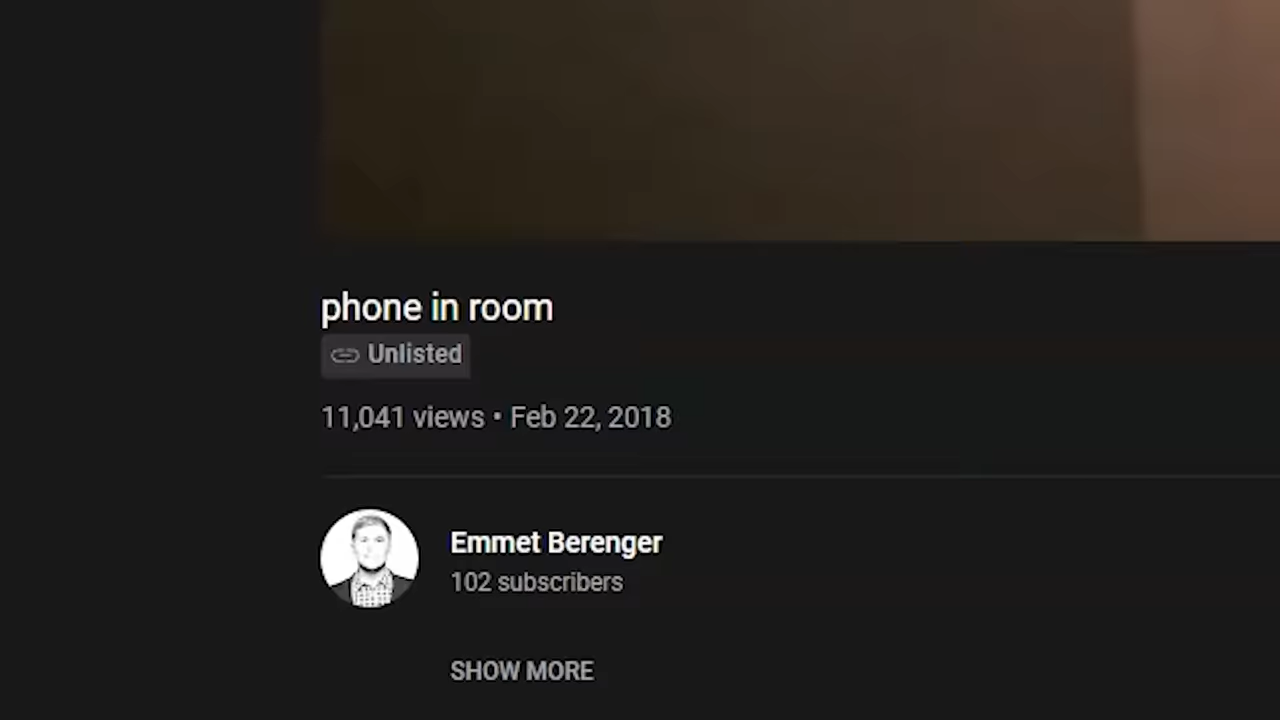 phone in room
Unlisted
11,041 views • Feb 22, 2018
Emmet Berenger
102 subscribers
SHOW MORE